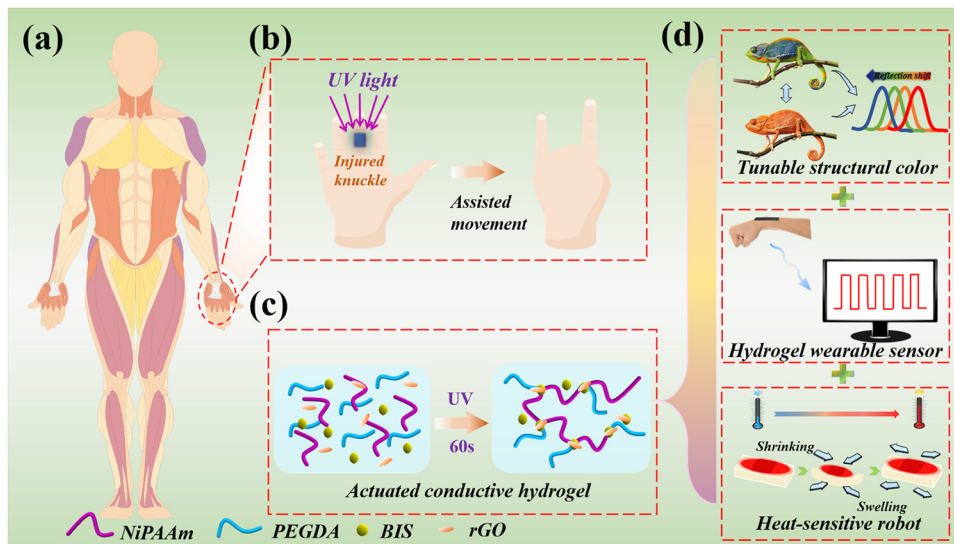 (a)
(b)
UV light
Injured
knuckle
Assisted
movement
(c)
UV
60s
Actuated conductive hydrogel
NiPAAm
PEGDA
BIS
rGO
(d)
Reflection shift
Tunable structural color
Hydrogel wearable sensor
Shrinking
Swelling
Heat-sensitive robot